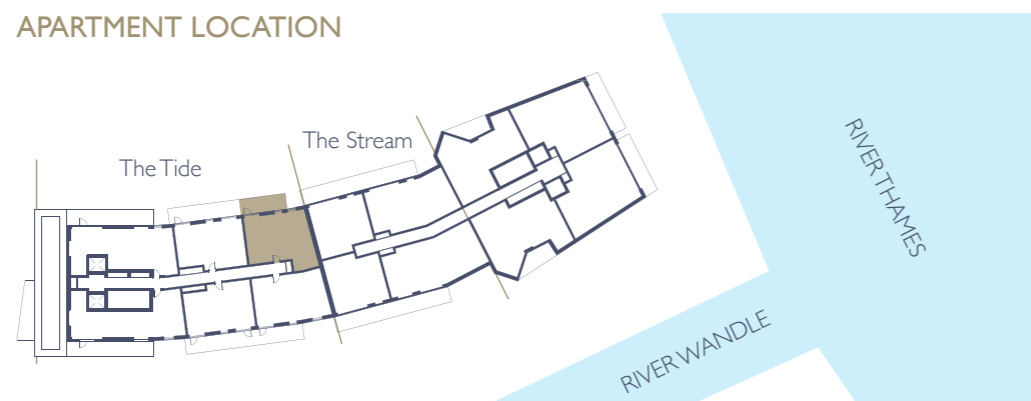 APARTMENT LOCATION
The Stream
The Tide
RIVER THAMES
RIVER WANDLE